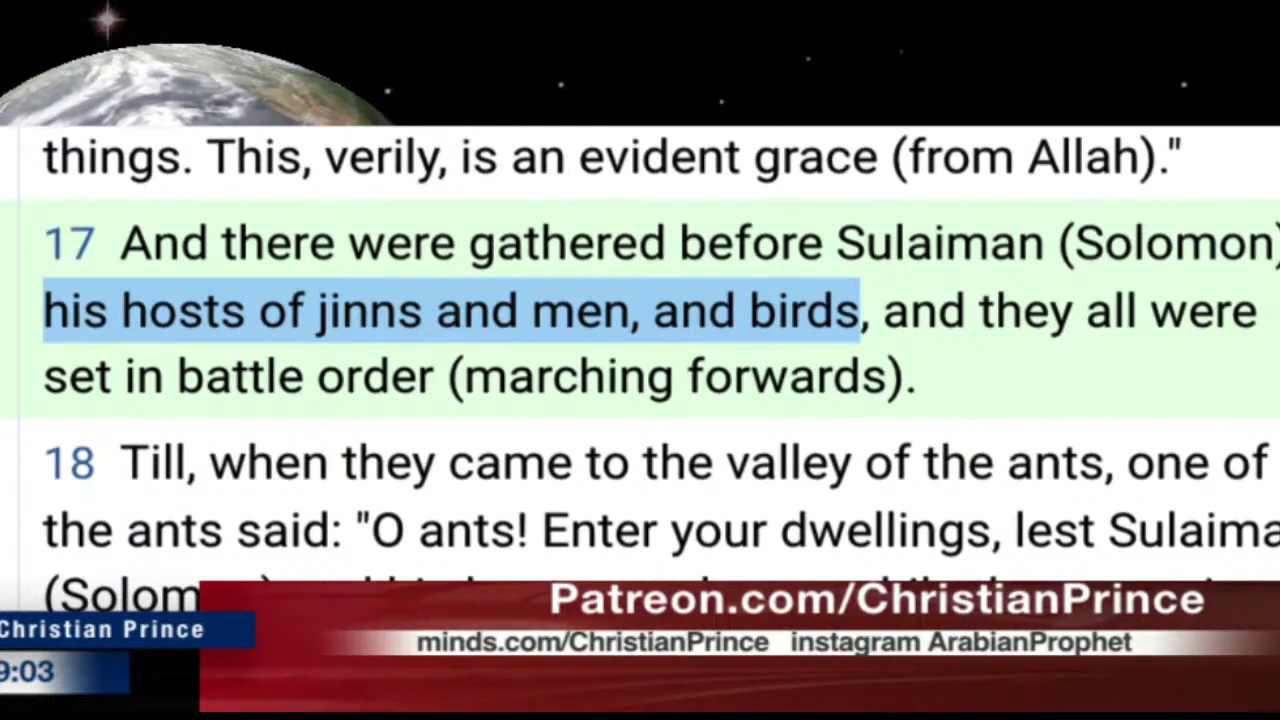 things. This, verily, is an evident grace (from Allah)."
17 And there were gathered before Sulaiman (Solomon)
his hosts of jinns and men, and birds, and they all were
set in battle order (marching forwards).
18 Till, when they came to the valley of the ants, one of
the ants said: "O ants! Enter your dwellings, lest Sulaima
(Solom
Patreon.com/ChristianPrince
Christian Prince
minds.com/ChristianPrince instagram ArabianProphet
9:03